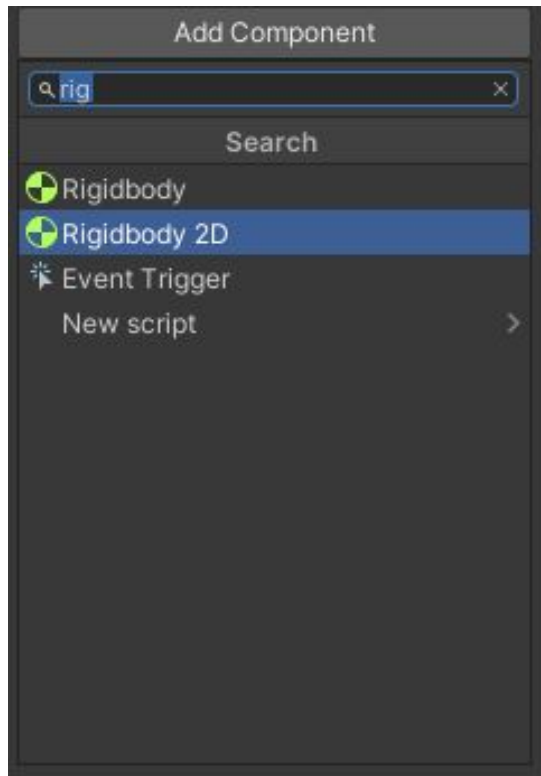 Add Component
rig
Search
Rigidbody
Rigidbody 2D
Event Trigger
New script